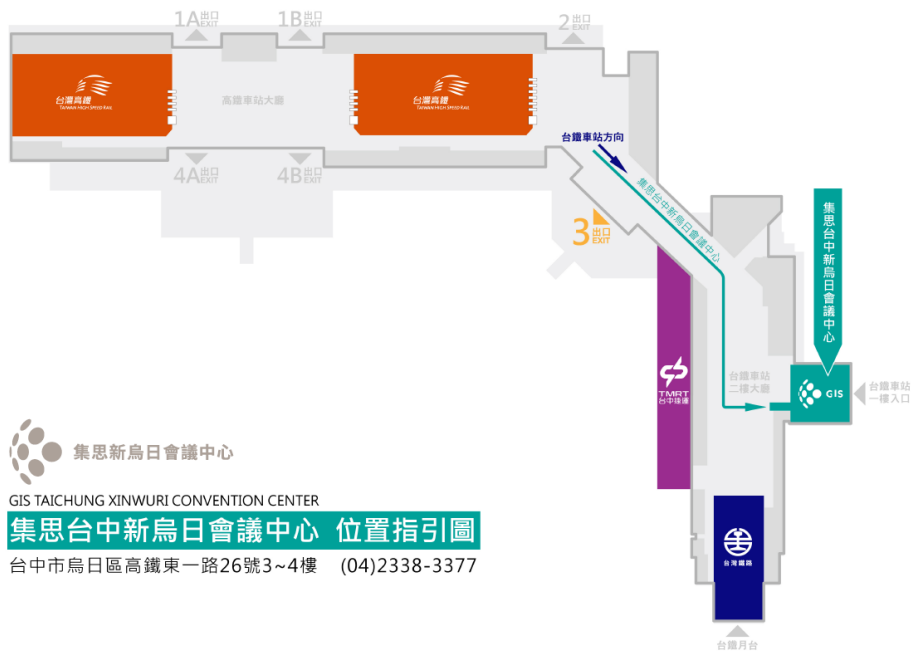 1A出口
EXIT
1B出口
EXIT
2出口
EXIT
台灣高鐵
TAIWAN HIGH SPEED RAIL
高鐵車站大廳
台灣高鐵
TAIWAN HIGH SPEED RAIL
台鐵車站方向
4A出口
EXIT
4B出口
EXIT
3出口
EXIT
集思台中新烏日會議中心
集思台中新烏日會議中心
TMRT
台中捷運
台鐵車站
二樓大廳
GIS
台鐵車站
一樓入口
集思新烏日會議中心
GIS TAICHUNG XINWURI CONVENTION CENTER
集思台中新烏日會議中心 位置指引圖
台中市烏日區高鐵東一路26號3~4樓 (04)2338-3377
台灣鐵路
台鐵月台